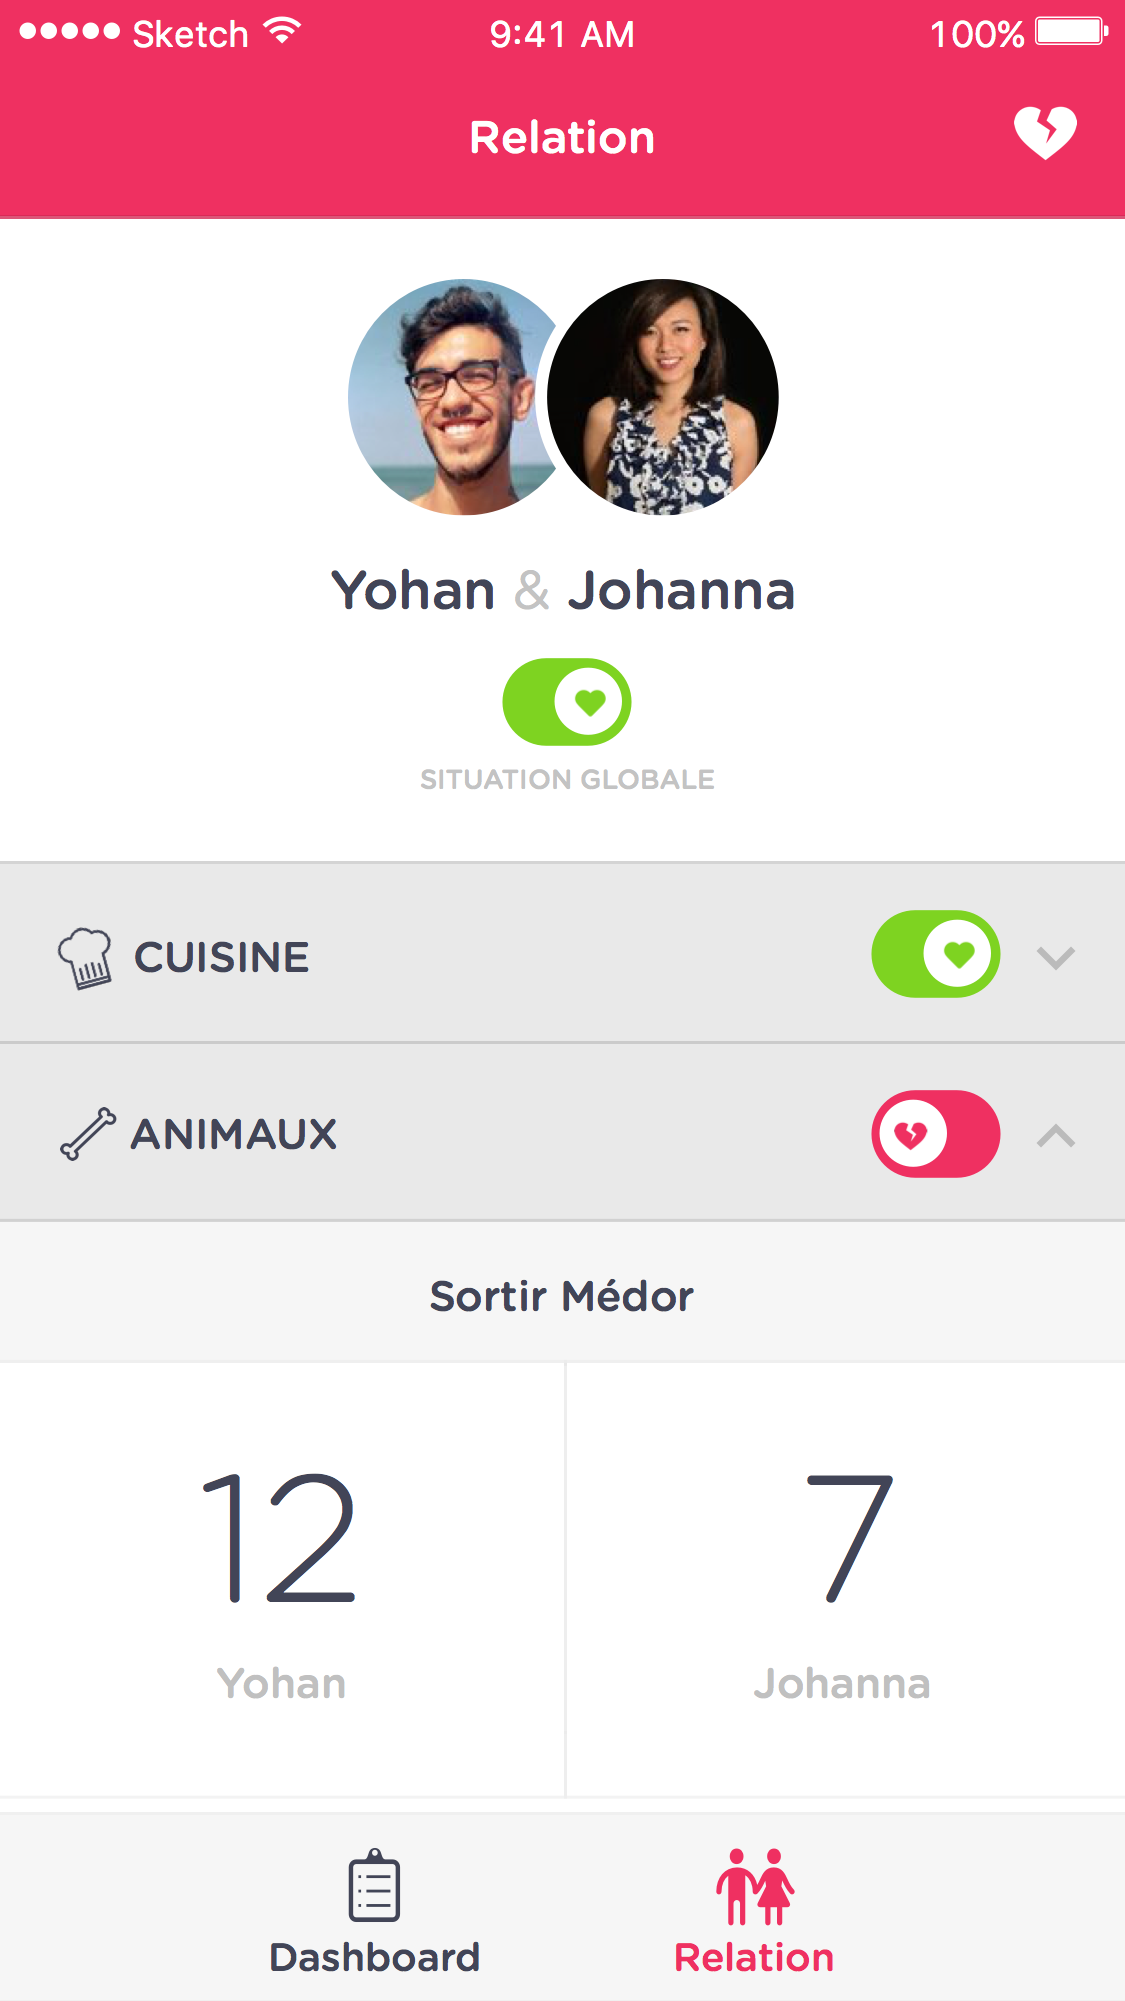 Sketch 9:41 AM 100%
Relation
Yohan & Johanna
SITUATION GLOBALE
CUISINE
ANIMAUX
Sortir Médor
12 7
Yohan Johanna
Dashboard Relation